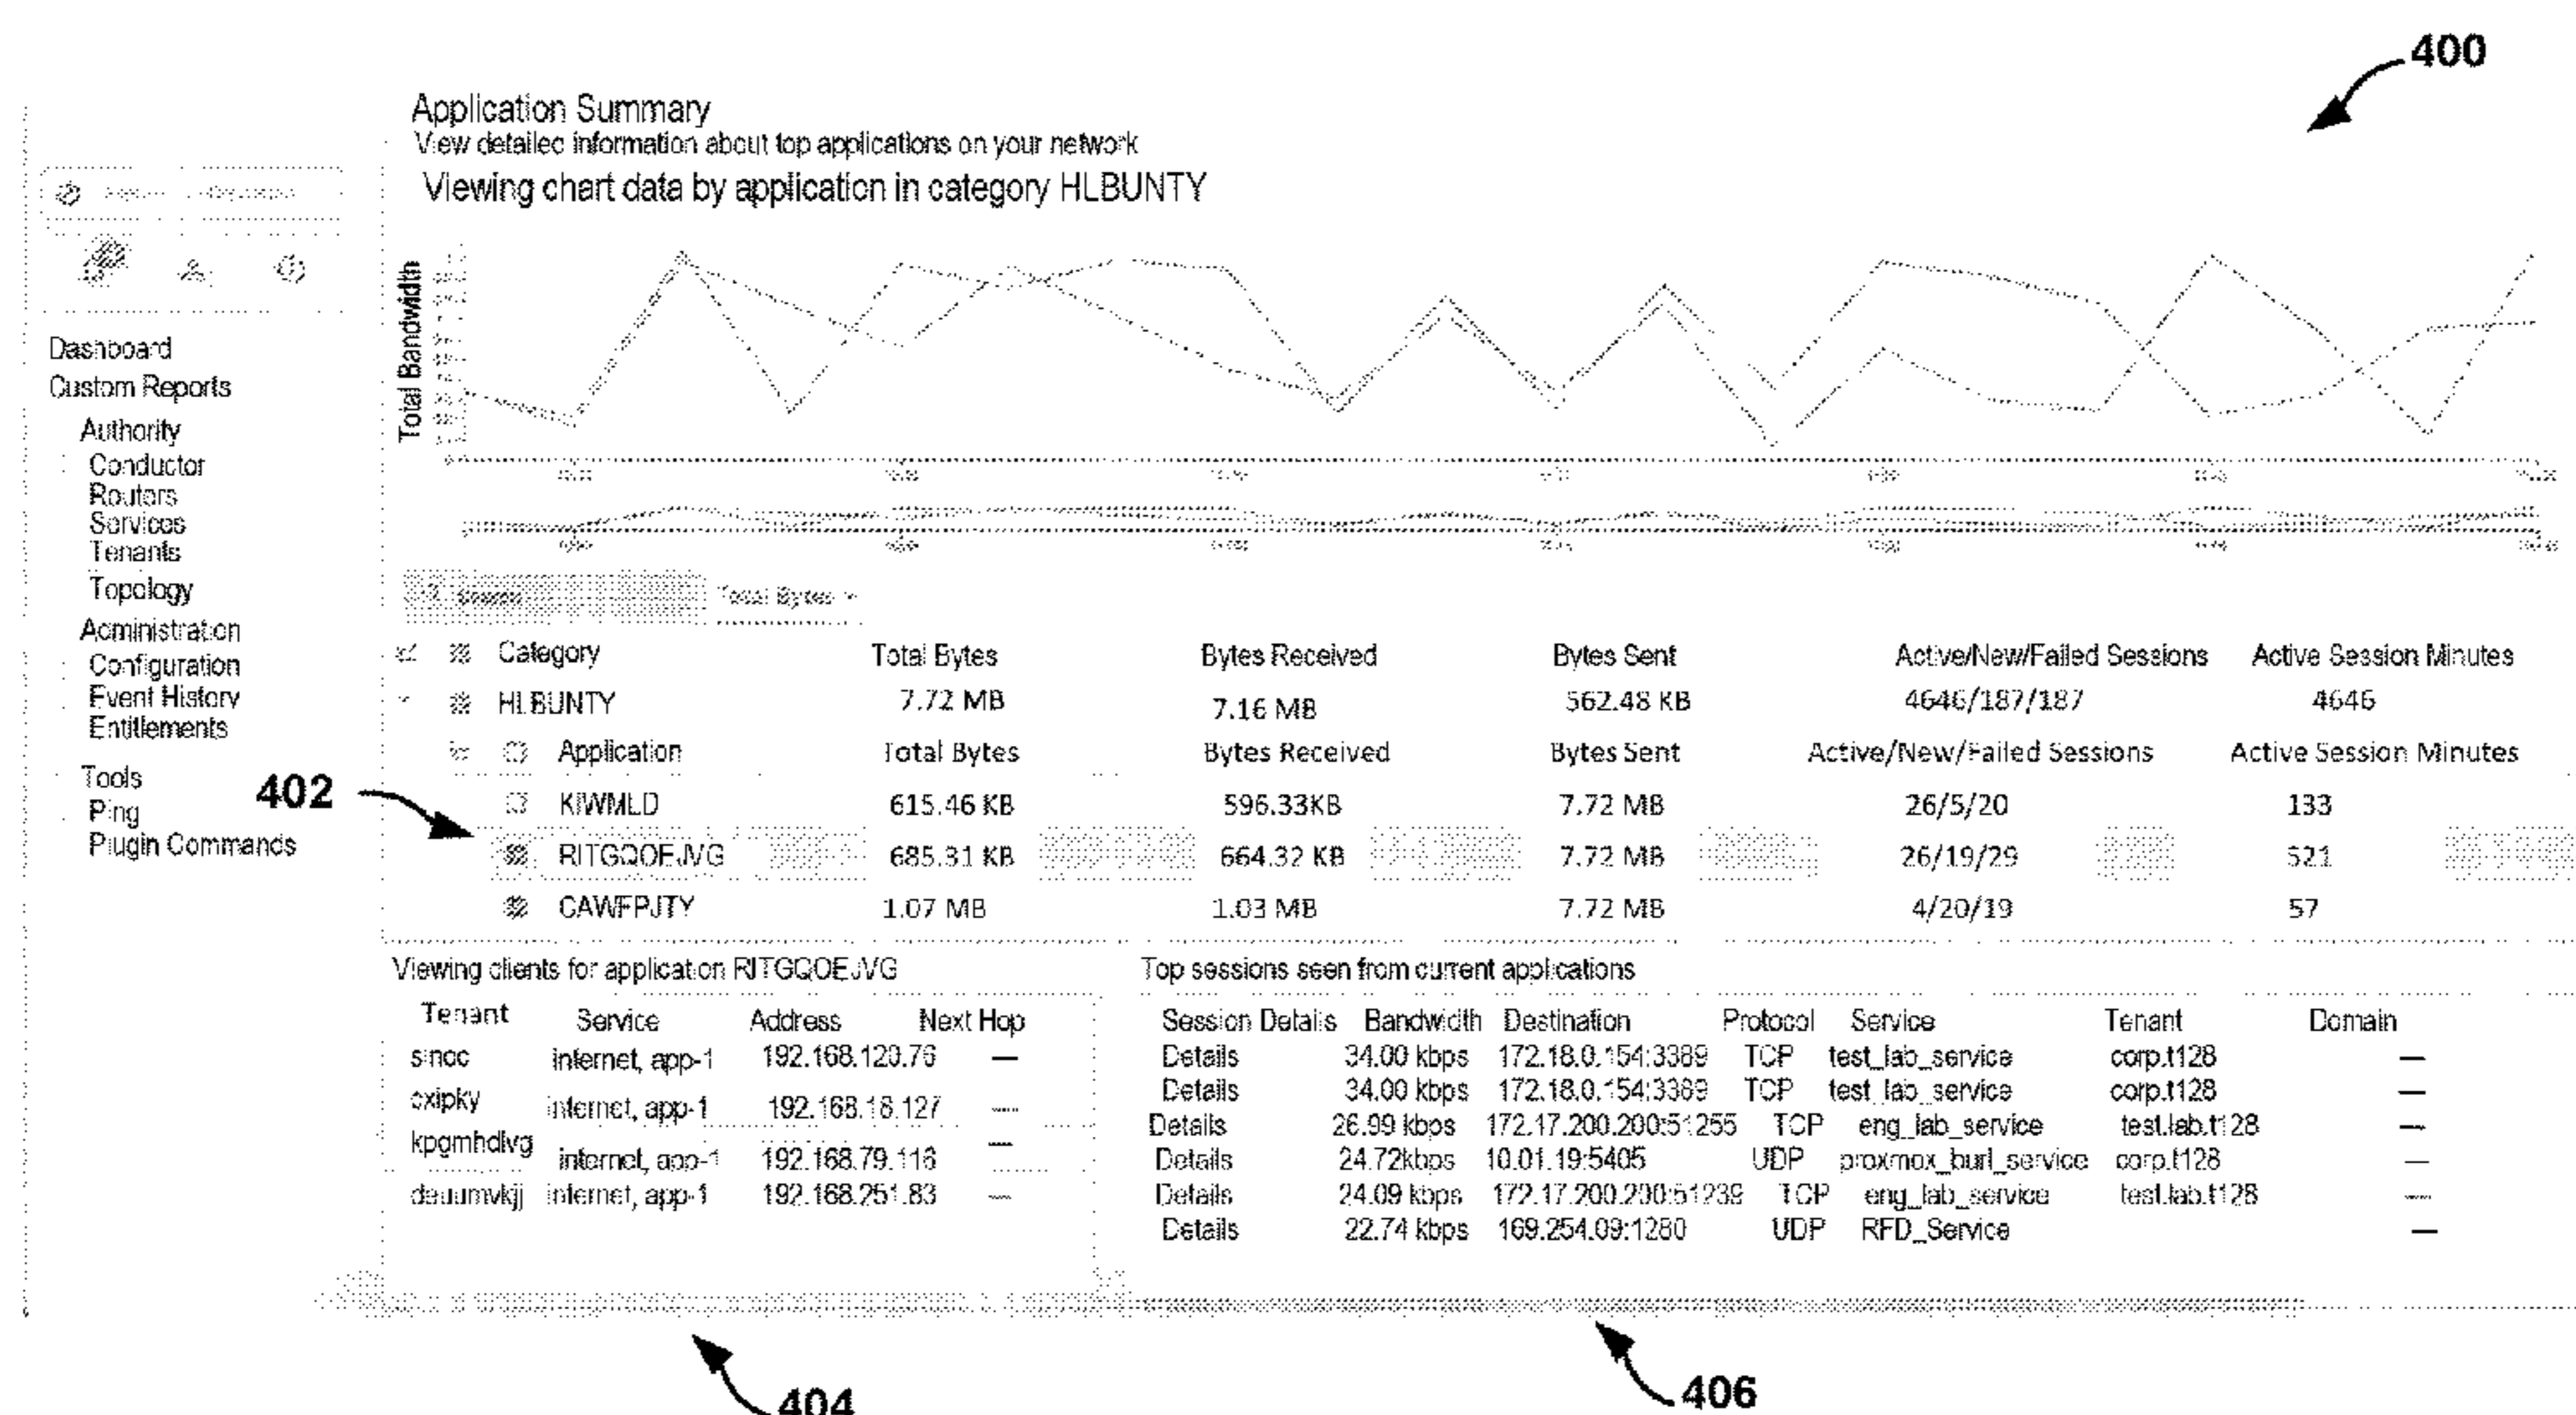 400
Application Summary
View detailed information about top applications on your network
Viewing chart data by application in category HLBUNTY
Total Bandwidth
Dashboard
Custom Reports
Authority
Conductor
Routers
Services
Tenants
Topology
Administration
Configuration
Event History
Entitlements
Tools
Ping
Plugin Commands
Total Bytes
Category Total Bytes Bytes Received Bytes Sent Active/New/Failed Sessions Active Session Minutes
HLBUNTY 7.72 MB 7.16 MB 562.48 KB 4646/187/187 4646
Application Total Bytes Bytes Received Bytes Sent Active/New/Failed Sessions Active Session Minutes
KIWMLD 615.46 KB 596.33KB 7.72 MB 26/5/20 133
402
RITGQOEJVG 685.31 KB 664.32 KB 7.72 MB 26/19/29 521
CAWFPJTY 1.07 MB 1.03 MB 7.72 MB 4/20/19 57
Viewing clients for application RITGQOEJVG
Tenant Service Address Next Hop
internet, app-1 192.168.120.76 —
internet, app-1 192.168.18.127 —
kpgmhdlvg internet, app-1 192.168.79.116 —
internet, app-1 192.168.251.83 —
Top sessions seen from current applications
Session Details Bandwidth Destination Protocol Service Tenant Domain
Details 34.00 kbps 172.18.0.154:3389 TCP test_lab_service corp.t128 —
Details 34.00 kbps 172.18.0.154:3389 TCP test_lab_service corp.t128 —
Details 26.99 kbps 172.17.200.200:51255 TCP eng_lab_service test.lab.t128 —
Details 24.72kbps 10.01.19:5405 UDP proxmox_burl_service corp.t128 —
Details 24.09 kbps 172.17.200.200:51239 TCP eng_lab_service test.lab.t128 —
Details 22.74 kbps 169.254.09:1280 UDP RFD_Service —
404
406